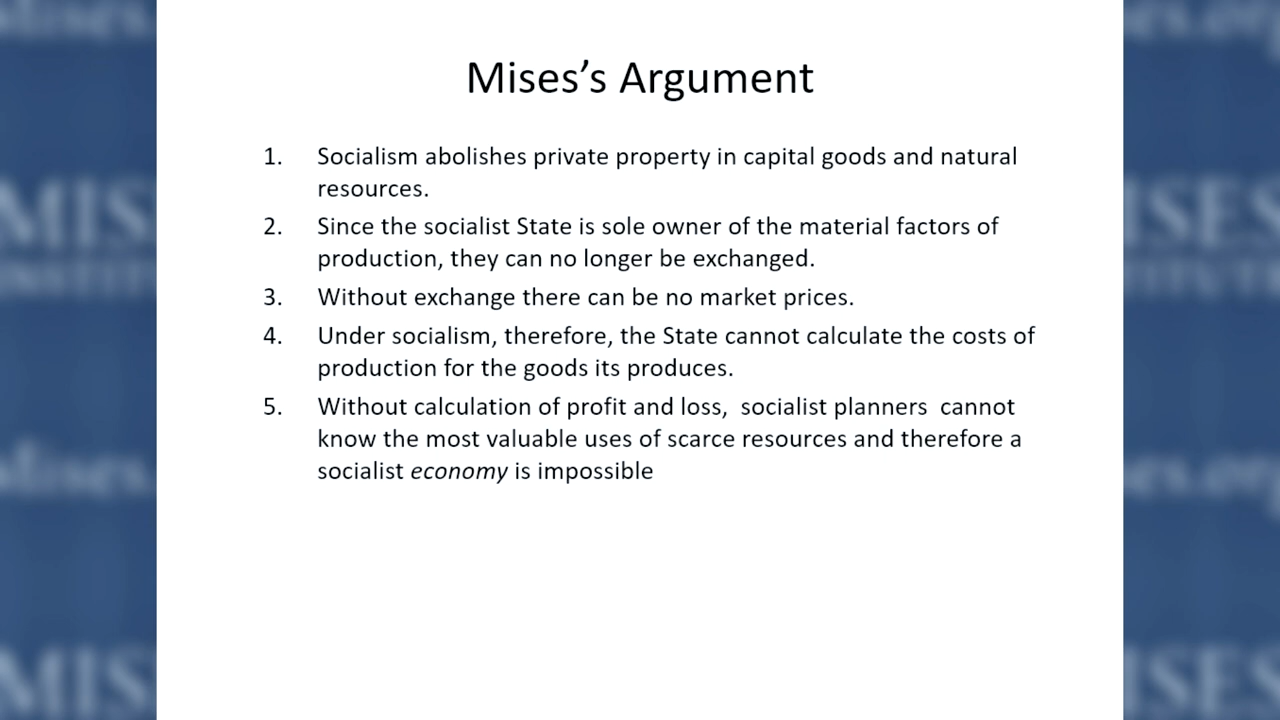 Mises’s Argument
1. Socialism abolishes private property in capital goods and natural
resources.
2. Since the socialist State is sole owner of the material factors of
production, they can no longer be exchanged.
3. Without exchange there can be no market prices.
4. Under socialism, therefore, the State cannot calculate the costs of
production for the goods its produces.
5. Without calculation of profit and loss,  socialist planners  cannot
know the most valuable uses of scarce resources and therefore a
socialist economy is impossible